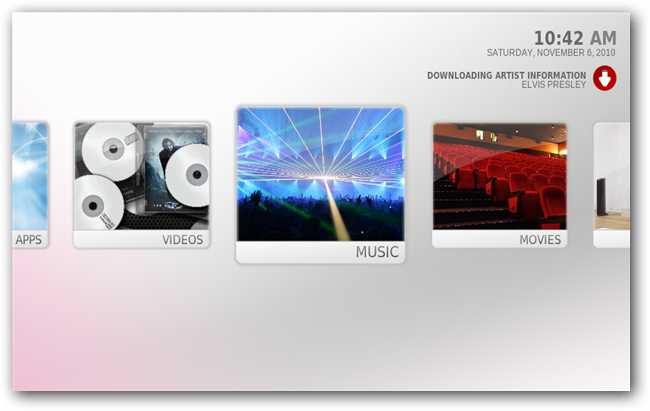 10:42 AM
SATURDAY, NOVEMBER 6, 2010
DOWNLOADING ARTIST INFORMATION
ELVIS PRESLEY
APPS
VIDEOS
MUSIC
MOVIES